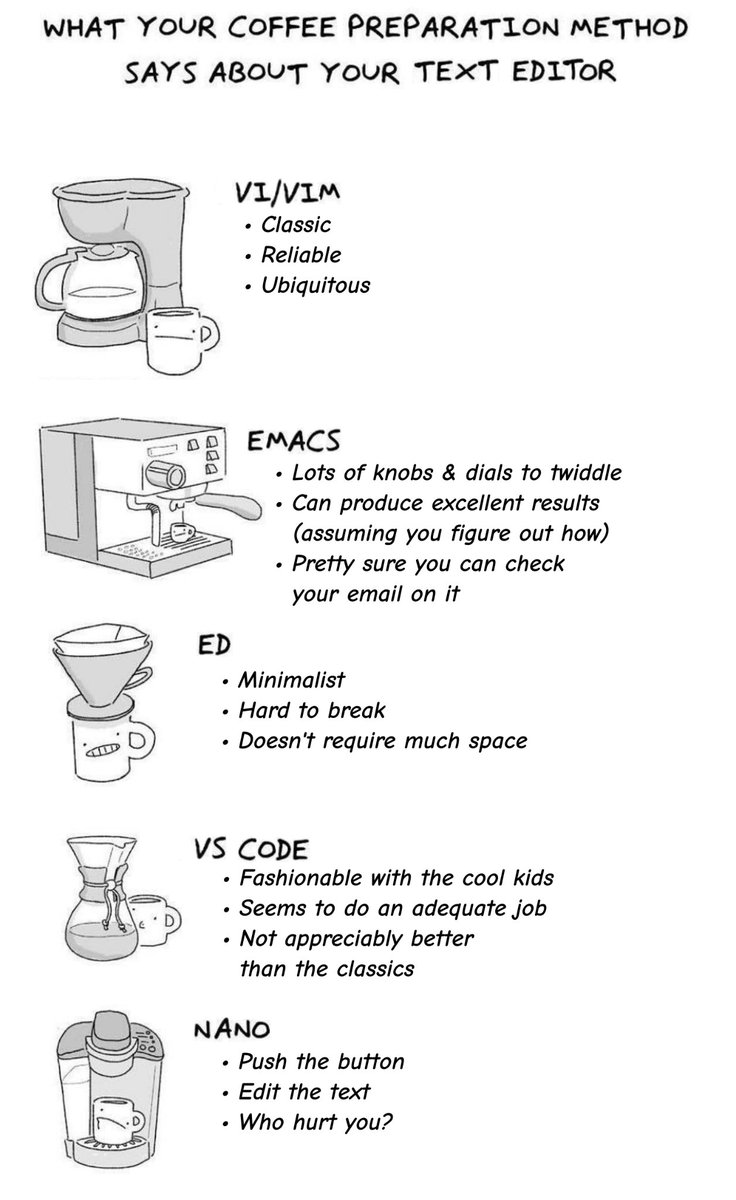 WHAT YOUR COFFEE PREPARATION METHOD
SAYS ABOUT YOUR TEXT EDITOR
VI/VIM
• Classic
• Reliable
• Ubiquitous
EMACS
• Lots of knobs & dials to twiddle
• Can produce excellent results
(assuming you figure out how)
• Pretty sure you can check
your email on it
ED
• Minimalist
• Hard to break
• Doesn't require much space
VS CODE
• Fashionable with the cool kids
• Seems to do an adequate job
• Not appreciably better
than the classics
NANO
• Push the button
• Edit the text
• Who hurt you?